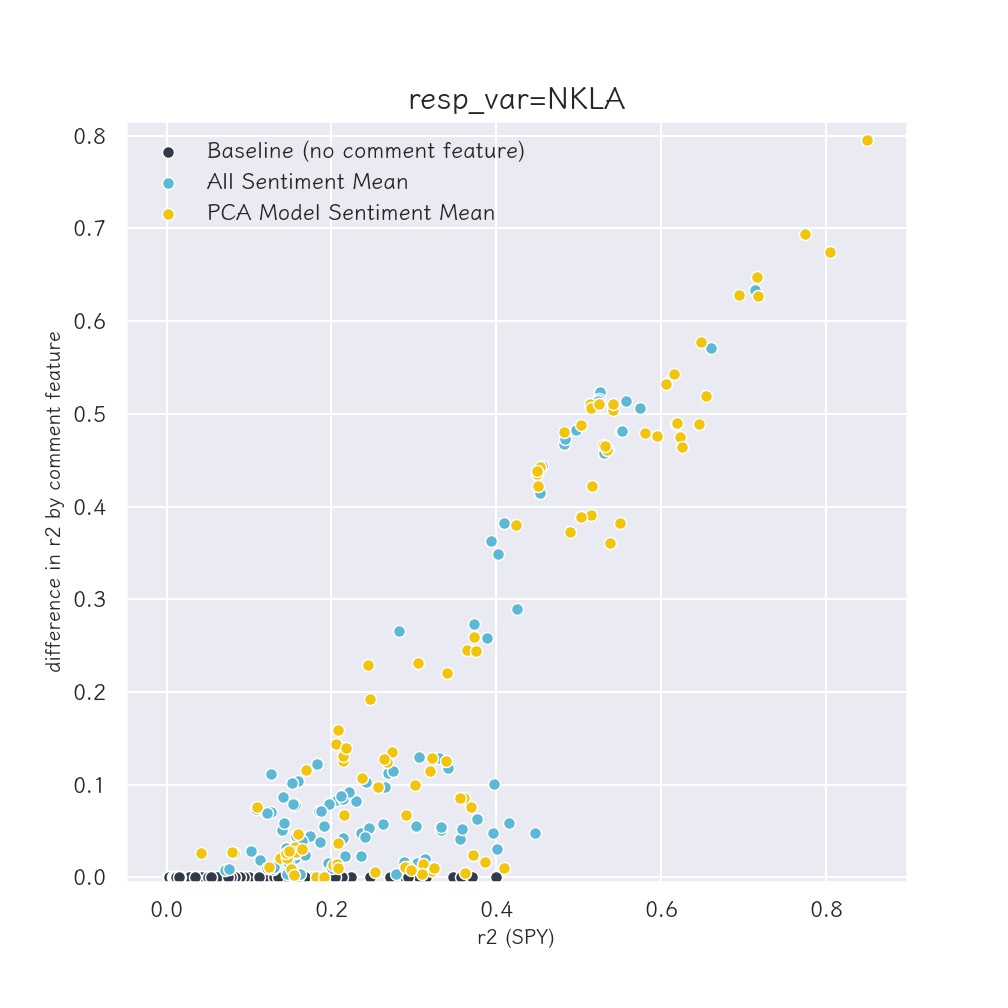 resp_var=NKLA
Baseline (no comment feature)
All Sentiment Mean
PCA Model Sentiment Mean
difference in r2 by comment feature
0.8
0.7
0.6
0.5
0.4
0.3
0.2
0.1
0.0
0.0 0.2 0.4 0.6 0.8
r2 (SPY)